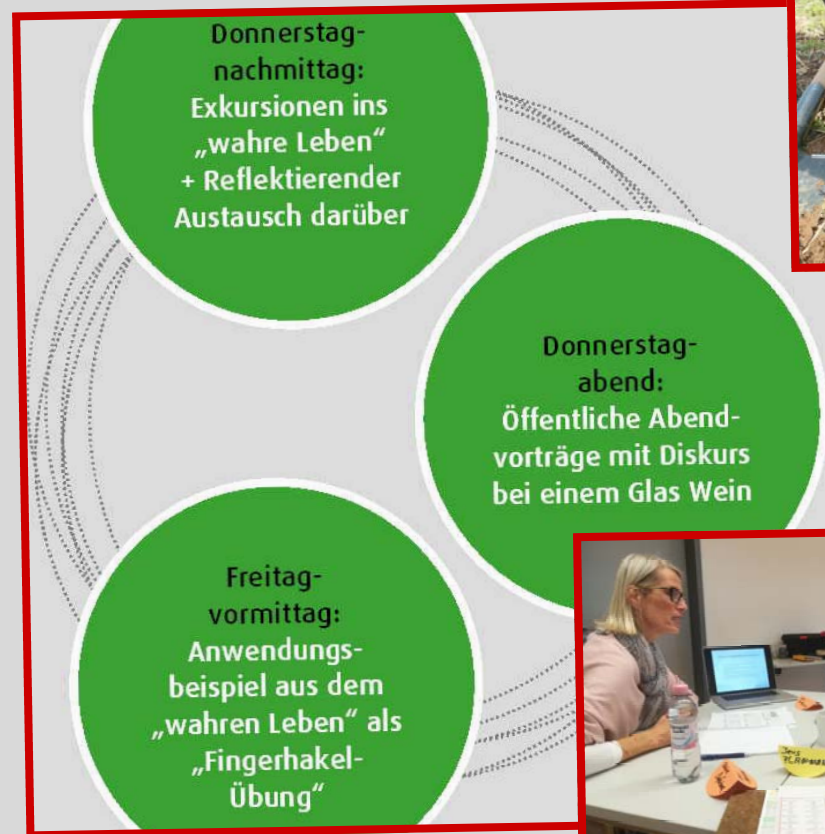 Donnerstag-
nachmittag:
Exkursionen ins
„wahre Leben“
+ Reflektierender
Austausch darüber
Donnerstag-
abend:
Öffentliche Abend-
vorträge mit Diskurs
bei einem Glas Wein
Freitag-
vormittag:
Anwendungs-
beispiel aus dem
„wahren Leben“ als
„Fingerhakel-
Übung“